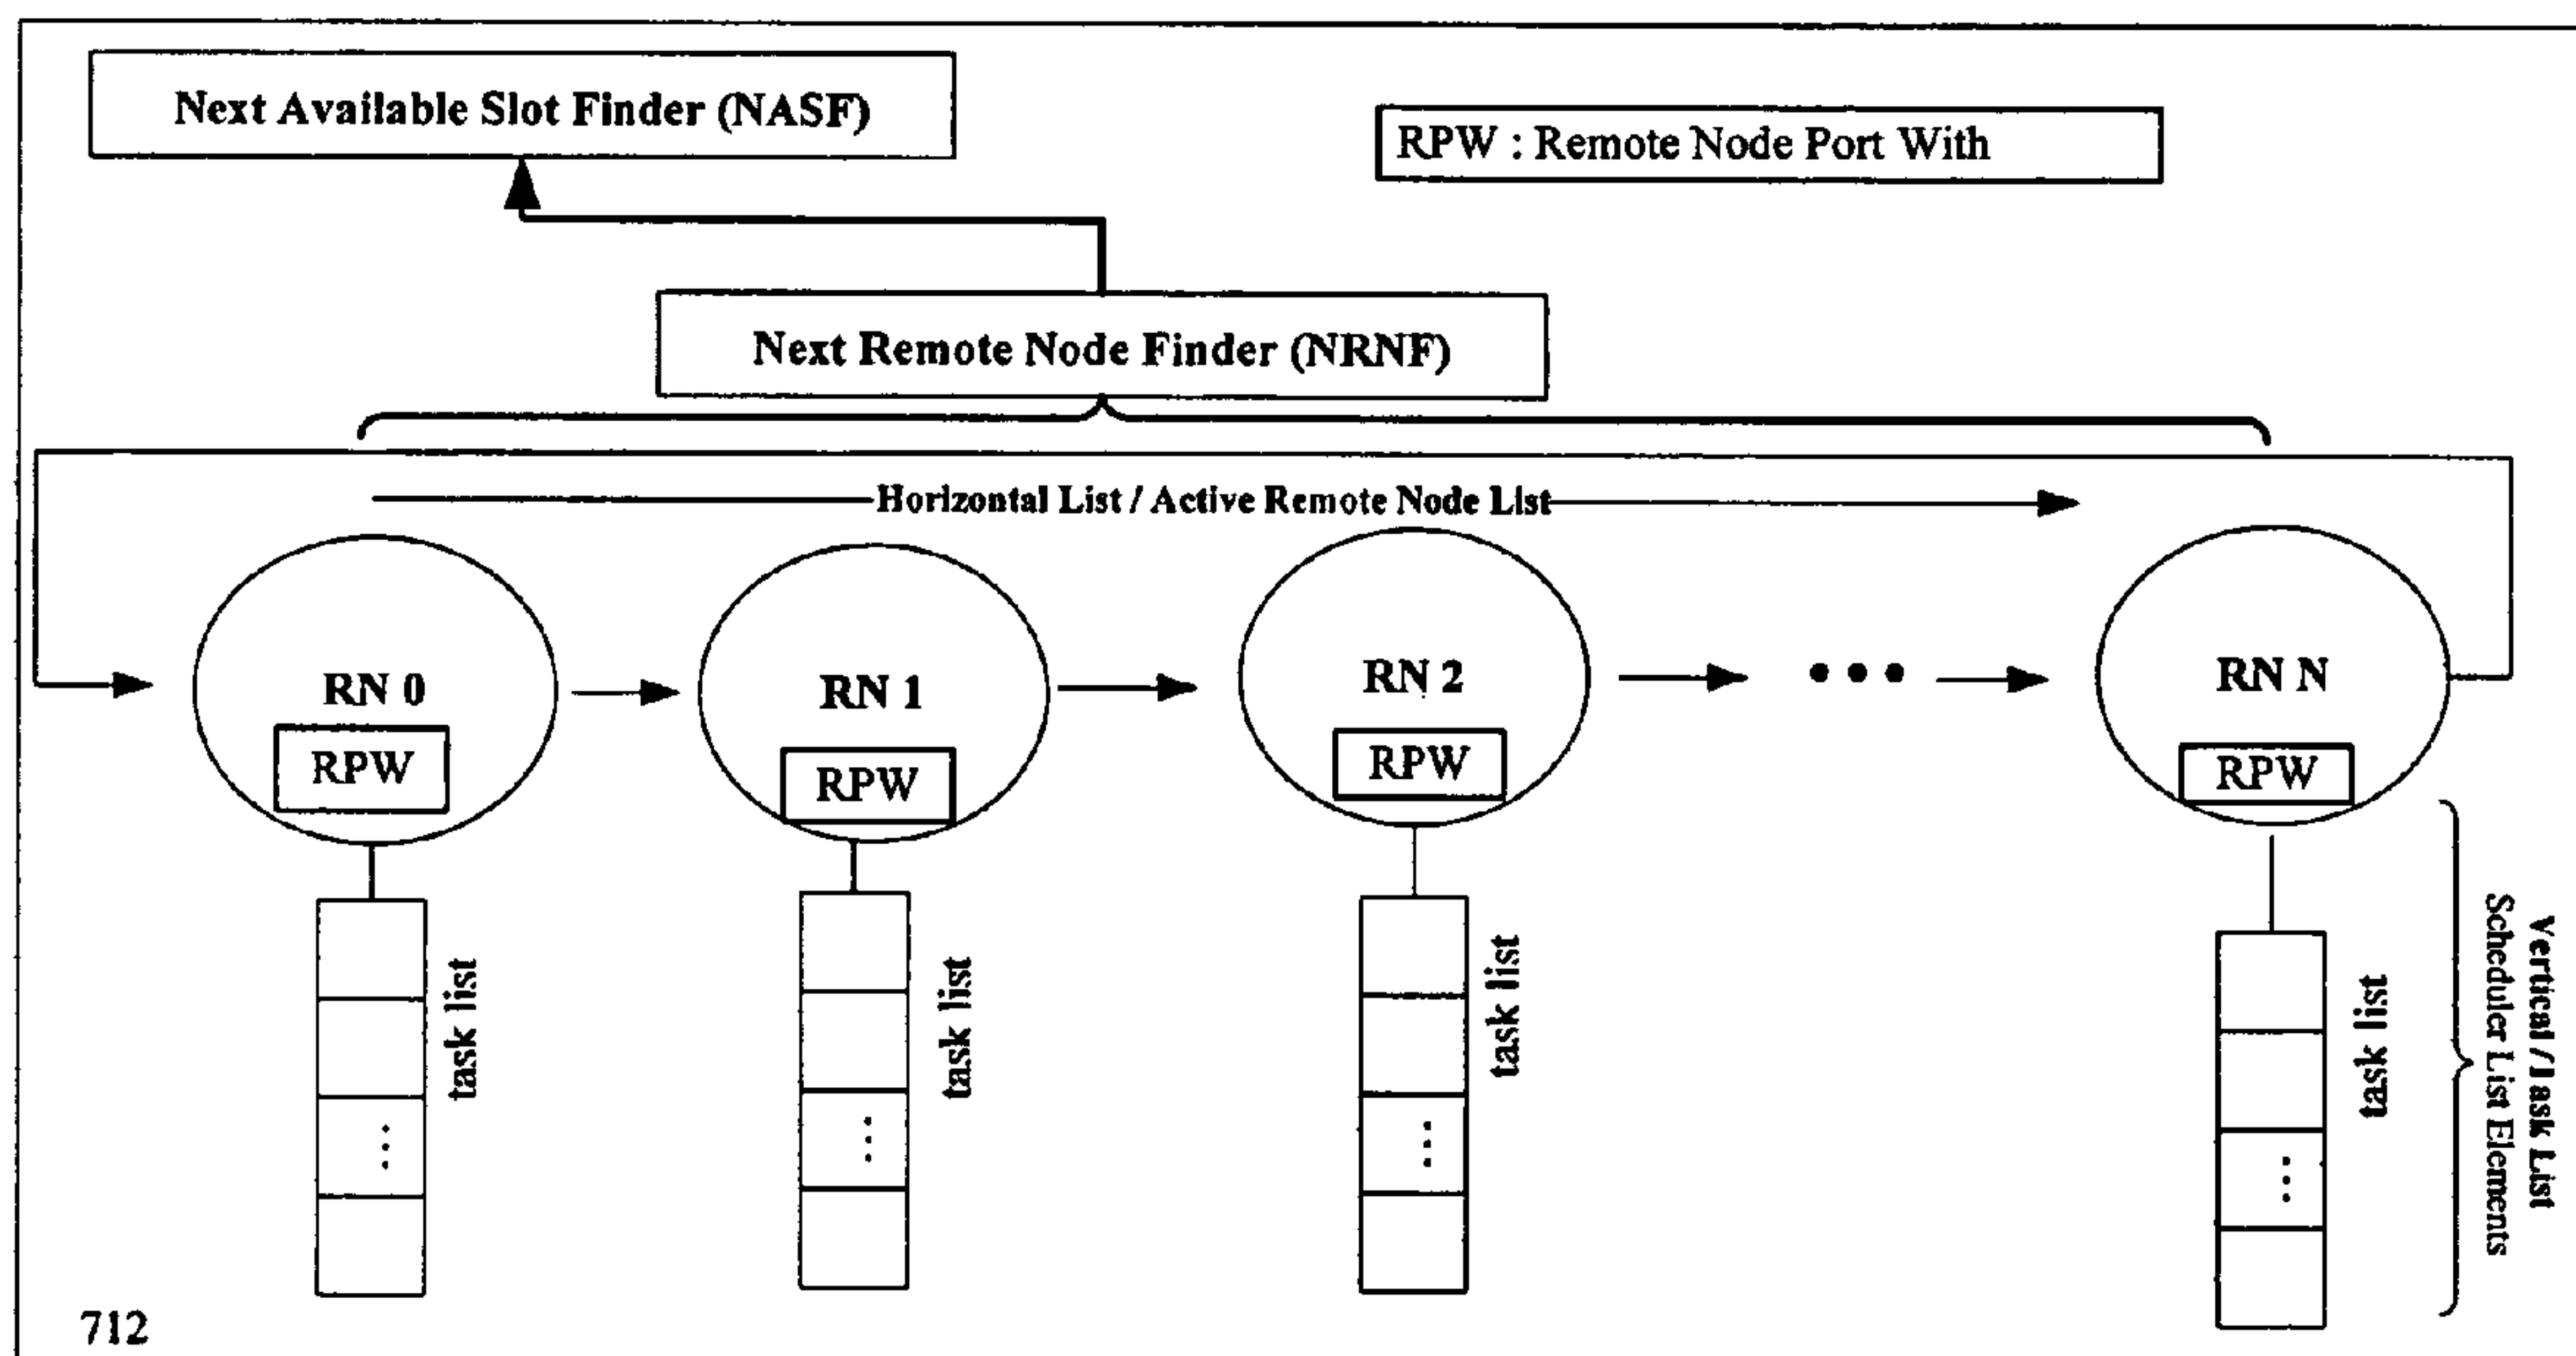 Next Available Slot Finder (NASF)
RPW : Remote Node Port With
Next Remote Node Finder (NRNF)
Horizontal List / Active Remote Node List
RN 0
RN 1
RN 2
• • •
RN N
RPW
RPW
RPW
RPW
task list
task list
task list
task list
...
...
...
...
Vertical / Task List
Scheduler List Elements
712